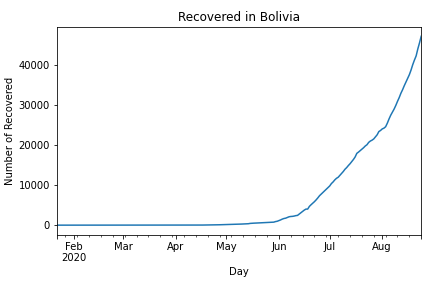 Recovered in Bolivia
Number of Recovered
40000
30000
20000
10000
0
Feb Mar Apr May Jun Jul Aug
2020
Day